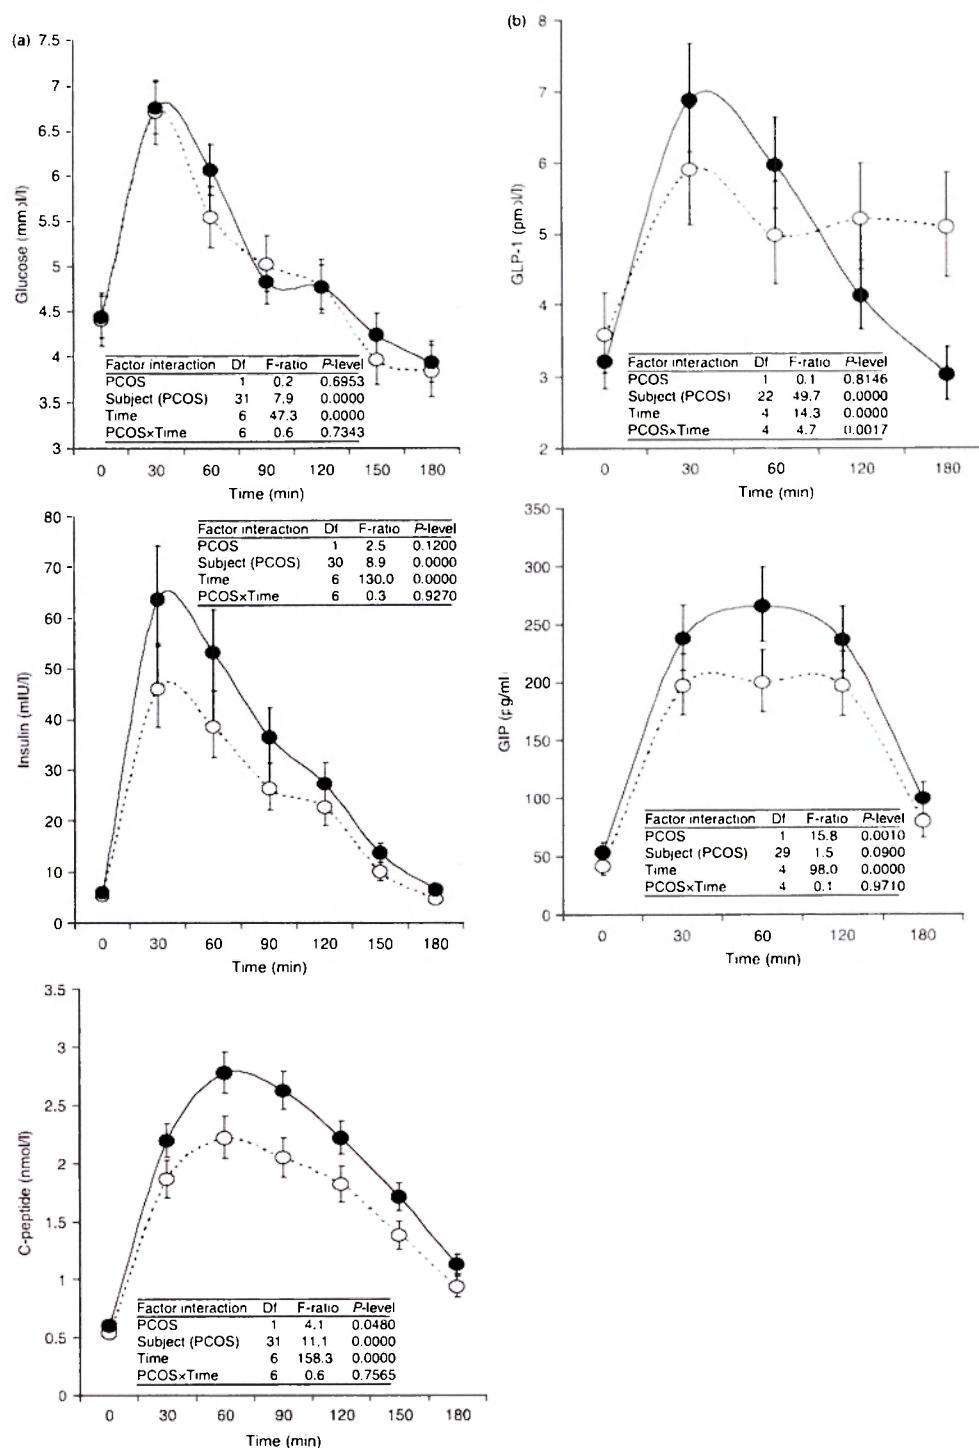 (a)
7.5
7
6.5
6
5.5
5
4.5
4
3.5
3
Glucose (mmol/l)
Factor interaction Df F-ratio P-level
PCOS 1 0.2 0.6953
Subject (PCOS) 31 7.9 0.0000
Time 6 47.3 0.0000
PCOS×Time 6 0.6 0.7343
0 30 60 90 120 150 180
Time (min)
(b)
8
7
6
5
4
3
2
GLP-1 (pmol/l)
Factor interaction Df F-ratio P-level
PCOS 1 0.1 0.8146
Subject (PCOS) 22 49.7 0.0000
Time 4 14.3 0.0000
PCOS×Time 4 4.7 0.0017
0 30 60 120 180
Time (min)
80
70
60
50
40
30
20
10
0
Insulin (mIU/l)
Factor interaction Df F-ratio P-level
PCOS 1 2.5 0.1200
Subject (PCOS) 30 8.9 0.0000
Time 6 130.0 0.0000
PCOS×Time 6 0.3 0.9270
0 30 60 90 120 150 180
Time (min)
350
300
250
200
150
100
50
0
GIP (pg/ml)
Factor interaction Df F-ratio P-level
PCOS 1 15.8 0.0010
Subject (PCOS) 29 1.5 0.0900
Time 4 98.0 0.0000
PCOS×Time 4 0.1 0.9710
0 30 60 120 180
Time (min)
3.5
3
2.5
2
1.5
1
0.5
0
C-peptide (nmol/l)
Factor interaction Df F-ratio P-level
PCOS 1 4.1 0.0480
Subject (PCOS) 31 11.1 0.0000
Time 6 158.3 0.0000
PCOS×Time 6 0.6 0.7565
0 30 60 90 120 150 180
Time (min)